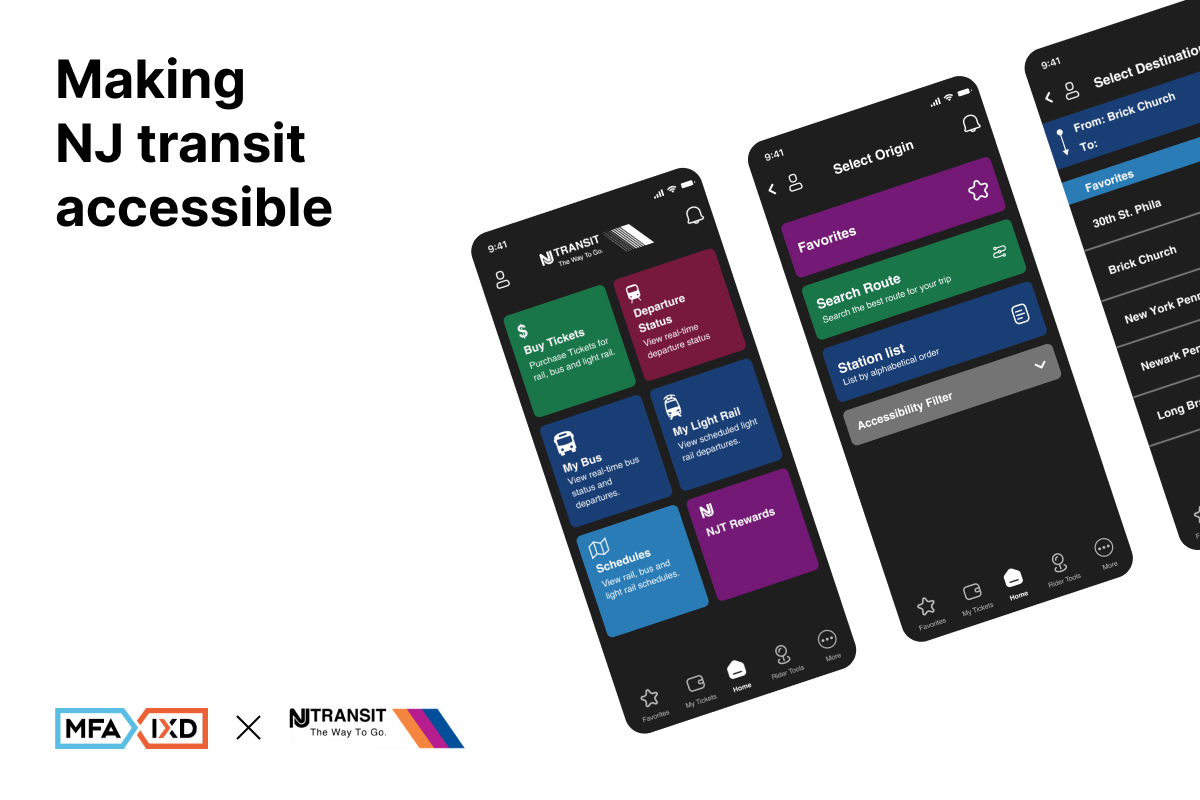 Making
NJ transit
accessible
MFA IXD
NJ TRANSIT
The Way To Go.
9:41
NJ TRANSIT
The Way To Go.
$
Buy Tickets
Purchase Tickets for
rail, bus and light rail.
Departure
Status
View real-time
departure status
My Bus
View real-time bus
status and
departures.
My Light Rail
View scheduled light
rail departures.
Schedules
View rail, bus and
light rail schedules.
NJ
NJT Rewards
Favorites
My Tickets
Home
Rider Tools
More
9:41
Select Origin
Favorites
Search Route
Search the best route for your trip
Station list
List by alphabetical order
Accessibility Filter
Favorites
My Tickets
Home
Rider Tools
More
9:41
Select Destination
From: Brick Church
To:
Favorites
30th St. Phila
Brick Church
New York Penn
Newark Pen
Long Br